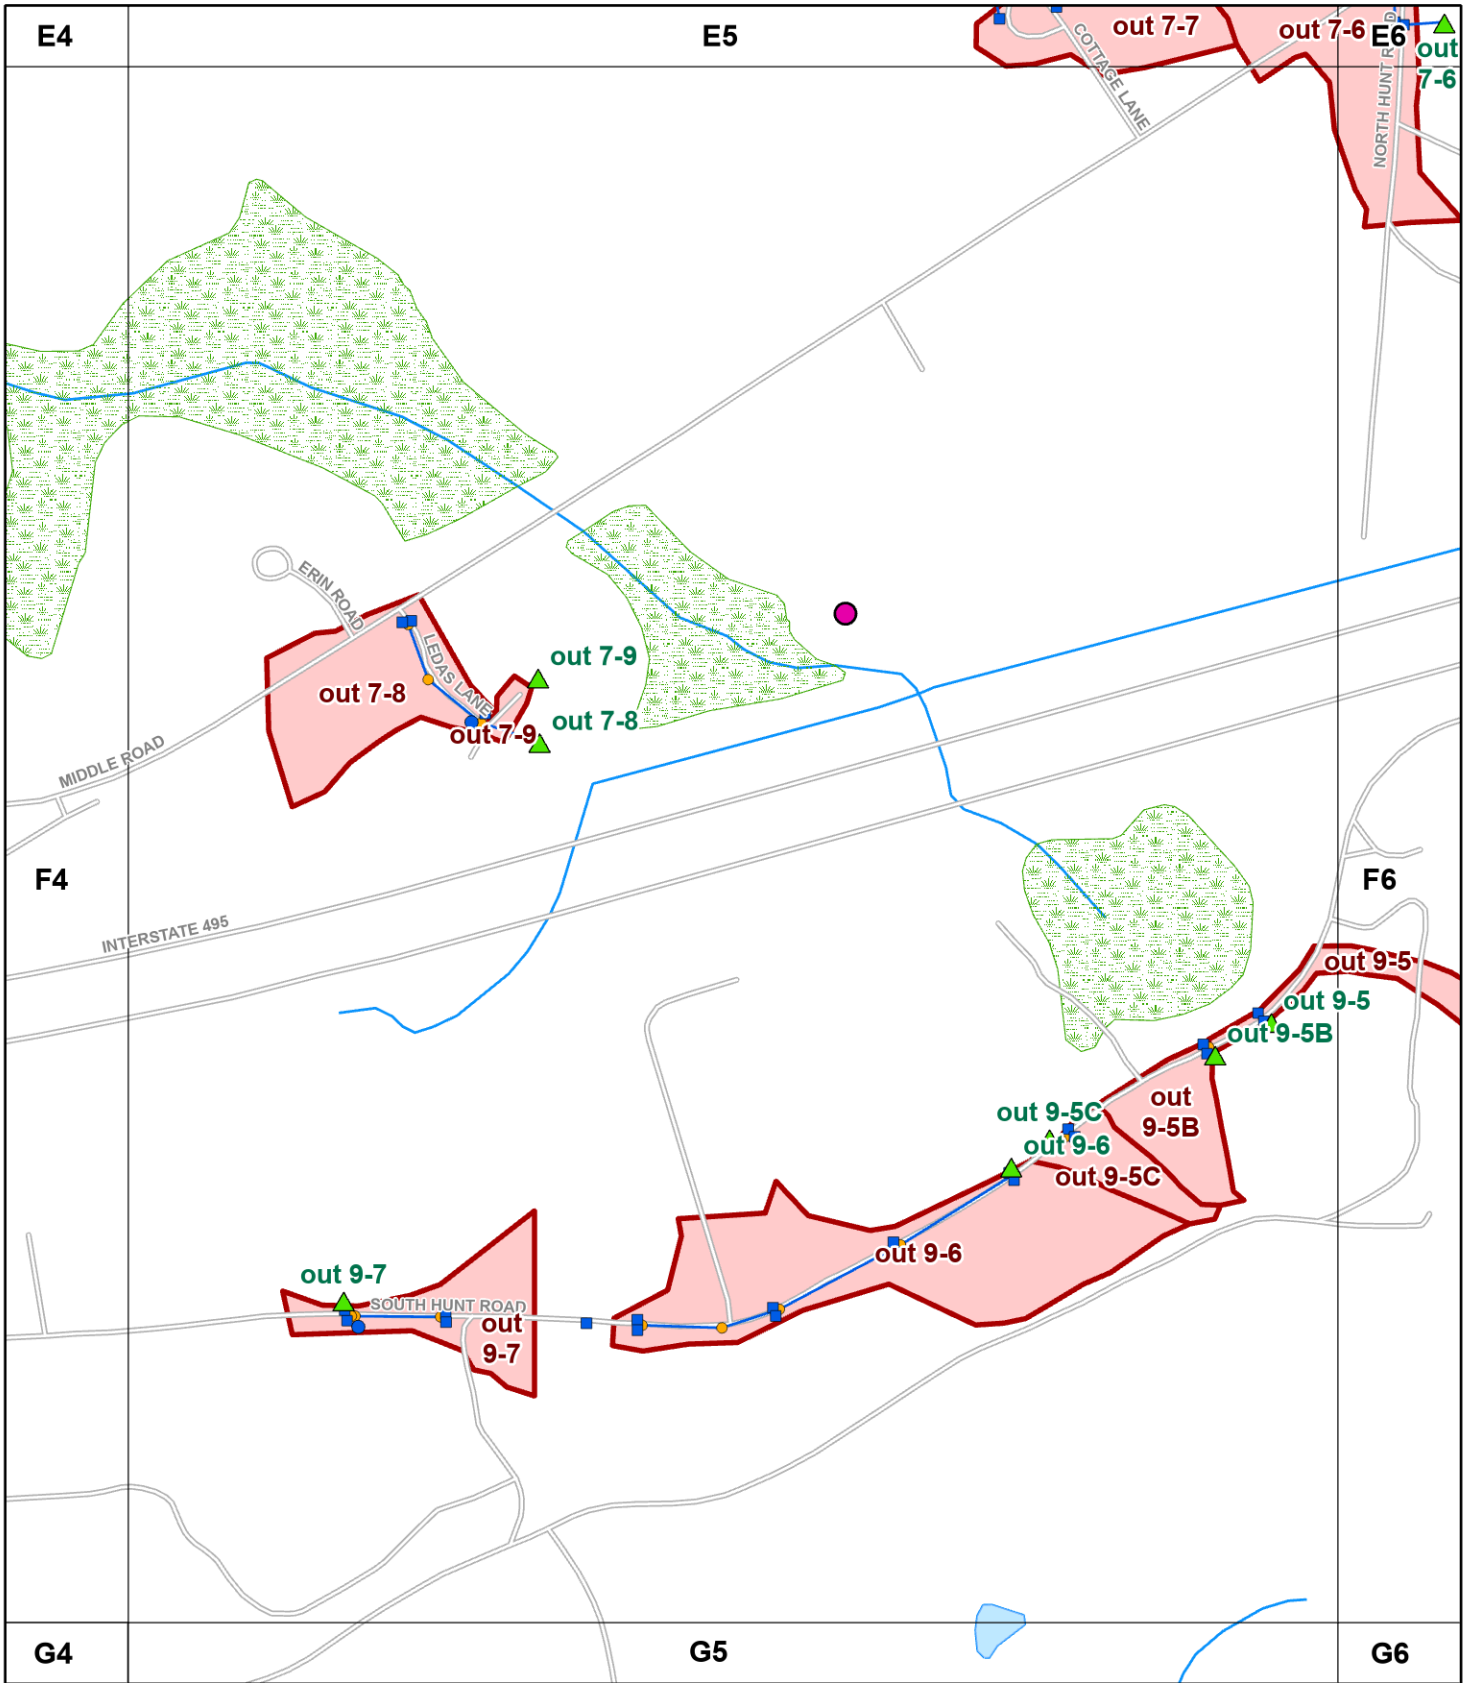 E4
E5
out 7-7
out 7-6
E6
out
7-6
COTTAGE LANE
NORTH HUNT RD
ERIN ROAD
LEDAS LANE
out 7-9
out 7-8
out 7-8
out 7-9
MIDDLE ROAD
F4
F6
INTERSTATE 495
out 9-5
out 9-5
out 9-5B
out
9-5B
out 9-5C
out 9-6
out 9-5C
out 9-6
out 9-7
SOUTH HUNT ROAD
out
9-7
G4
G5
G6